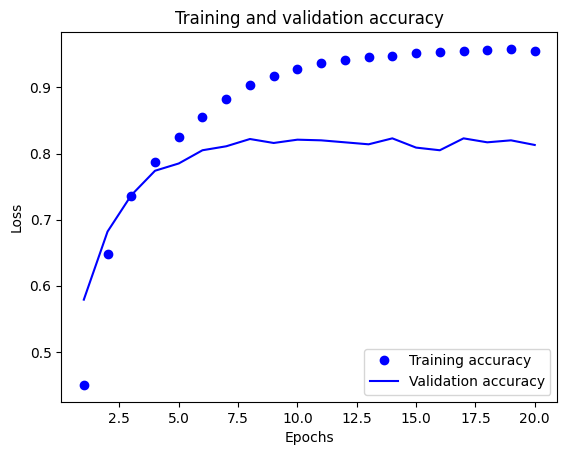 Training and validation accuracy
Loss
0.9
0.8
0.7
0.6
0.5
Training accuracy
Validation accuracy
2.5 5.0 7.5 10.0 12.5 15.0 17.5 20.0
Epochs